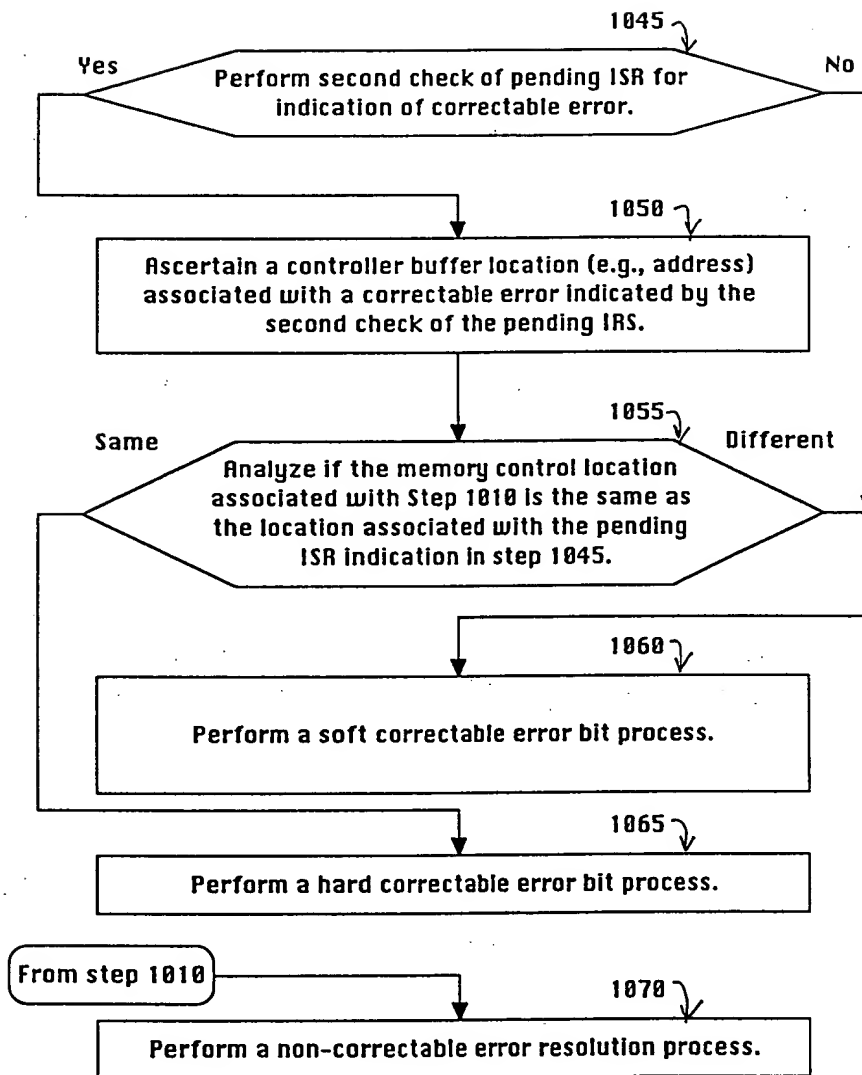 1045
Yes
No
Perform second check of pending ISR for
indication of correctable error.
1050
Ascertain a controller buffer location (e.g., address)
associated with a correctable error indicated by the
second check of the pending IRS.
1055
Same
Different
Analyze if the memory control location
associated with Step 1010 is the same as
the location associated with the pending
ISR indication in step 1045.
1060
Perform a soft correctable error bit process.
1065
Perform a hard correctable error bit process.
From step 1010
1070
Perform a non-correctable error resolution process.